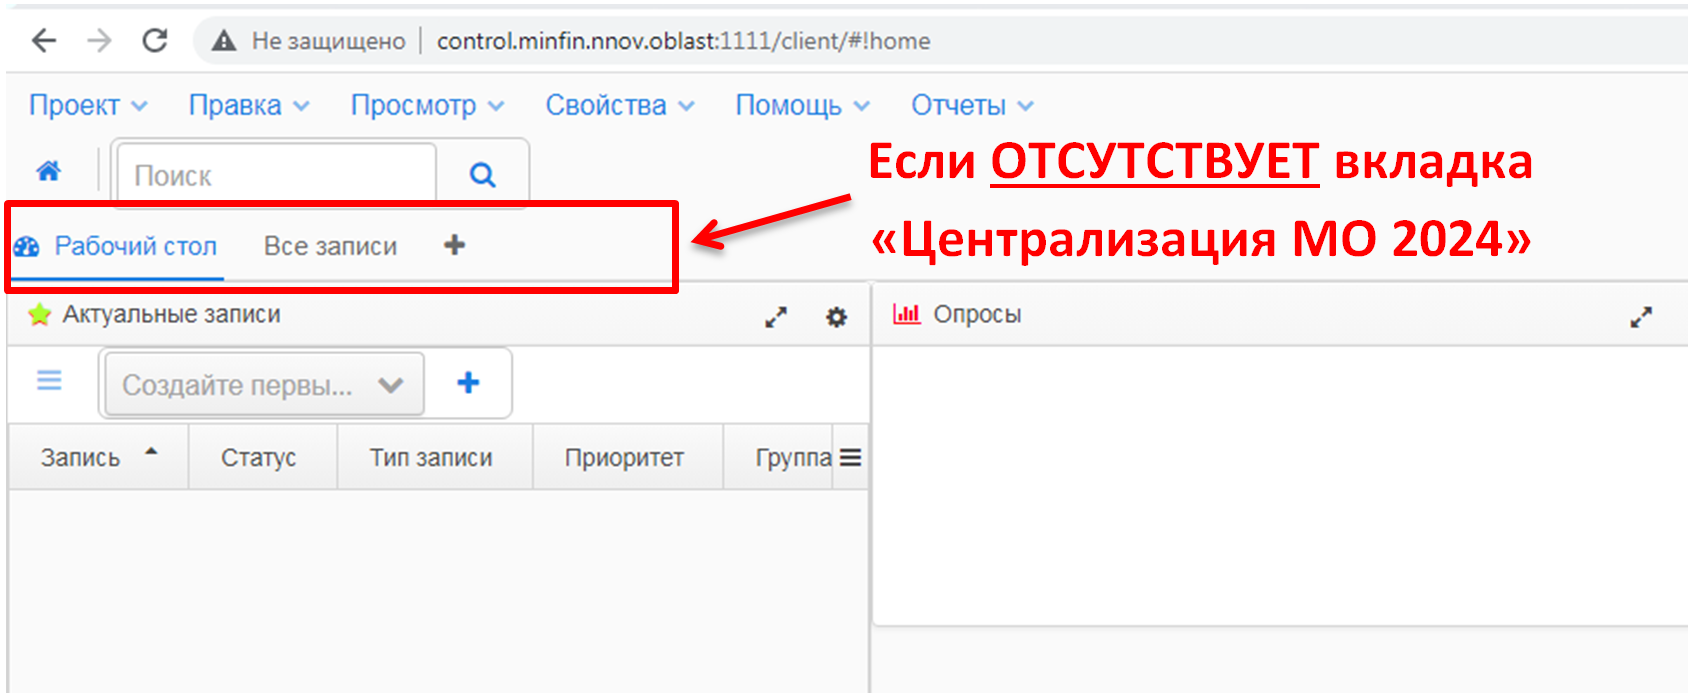 Не защищено control.minfin.nnov.oblast:1111/client/#!home
Проект Правка Просмотр Свойства Помощь Отчеты
Поиск
Если ОТСУТСТВУЕТ вкладка
«Централизация МО 2024»
Рабочий стол Все записи +
Актуальные записи
Опросы
Создайте первы... +
Запись Статус Тип записи Приоритет Группа